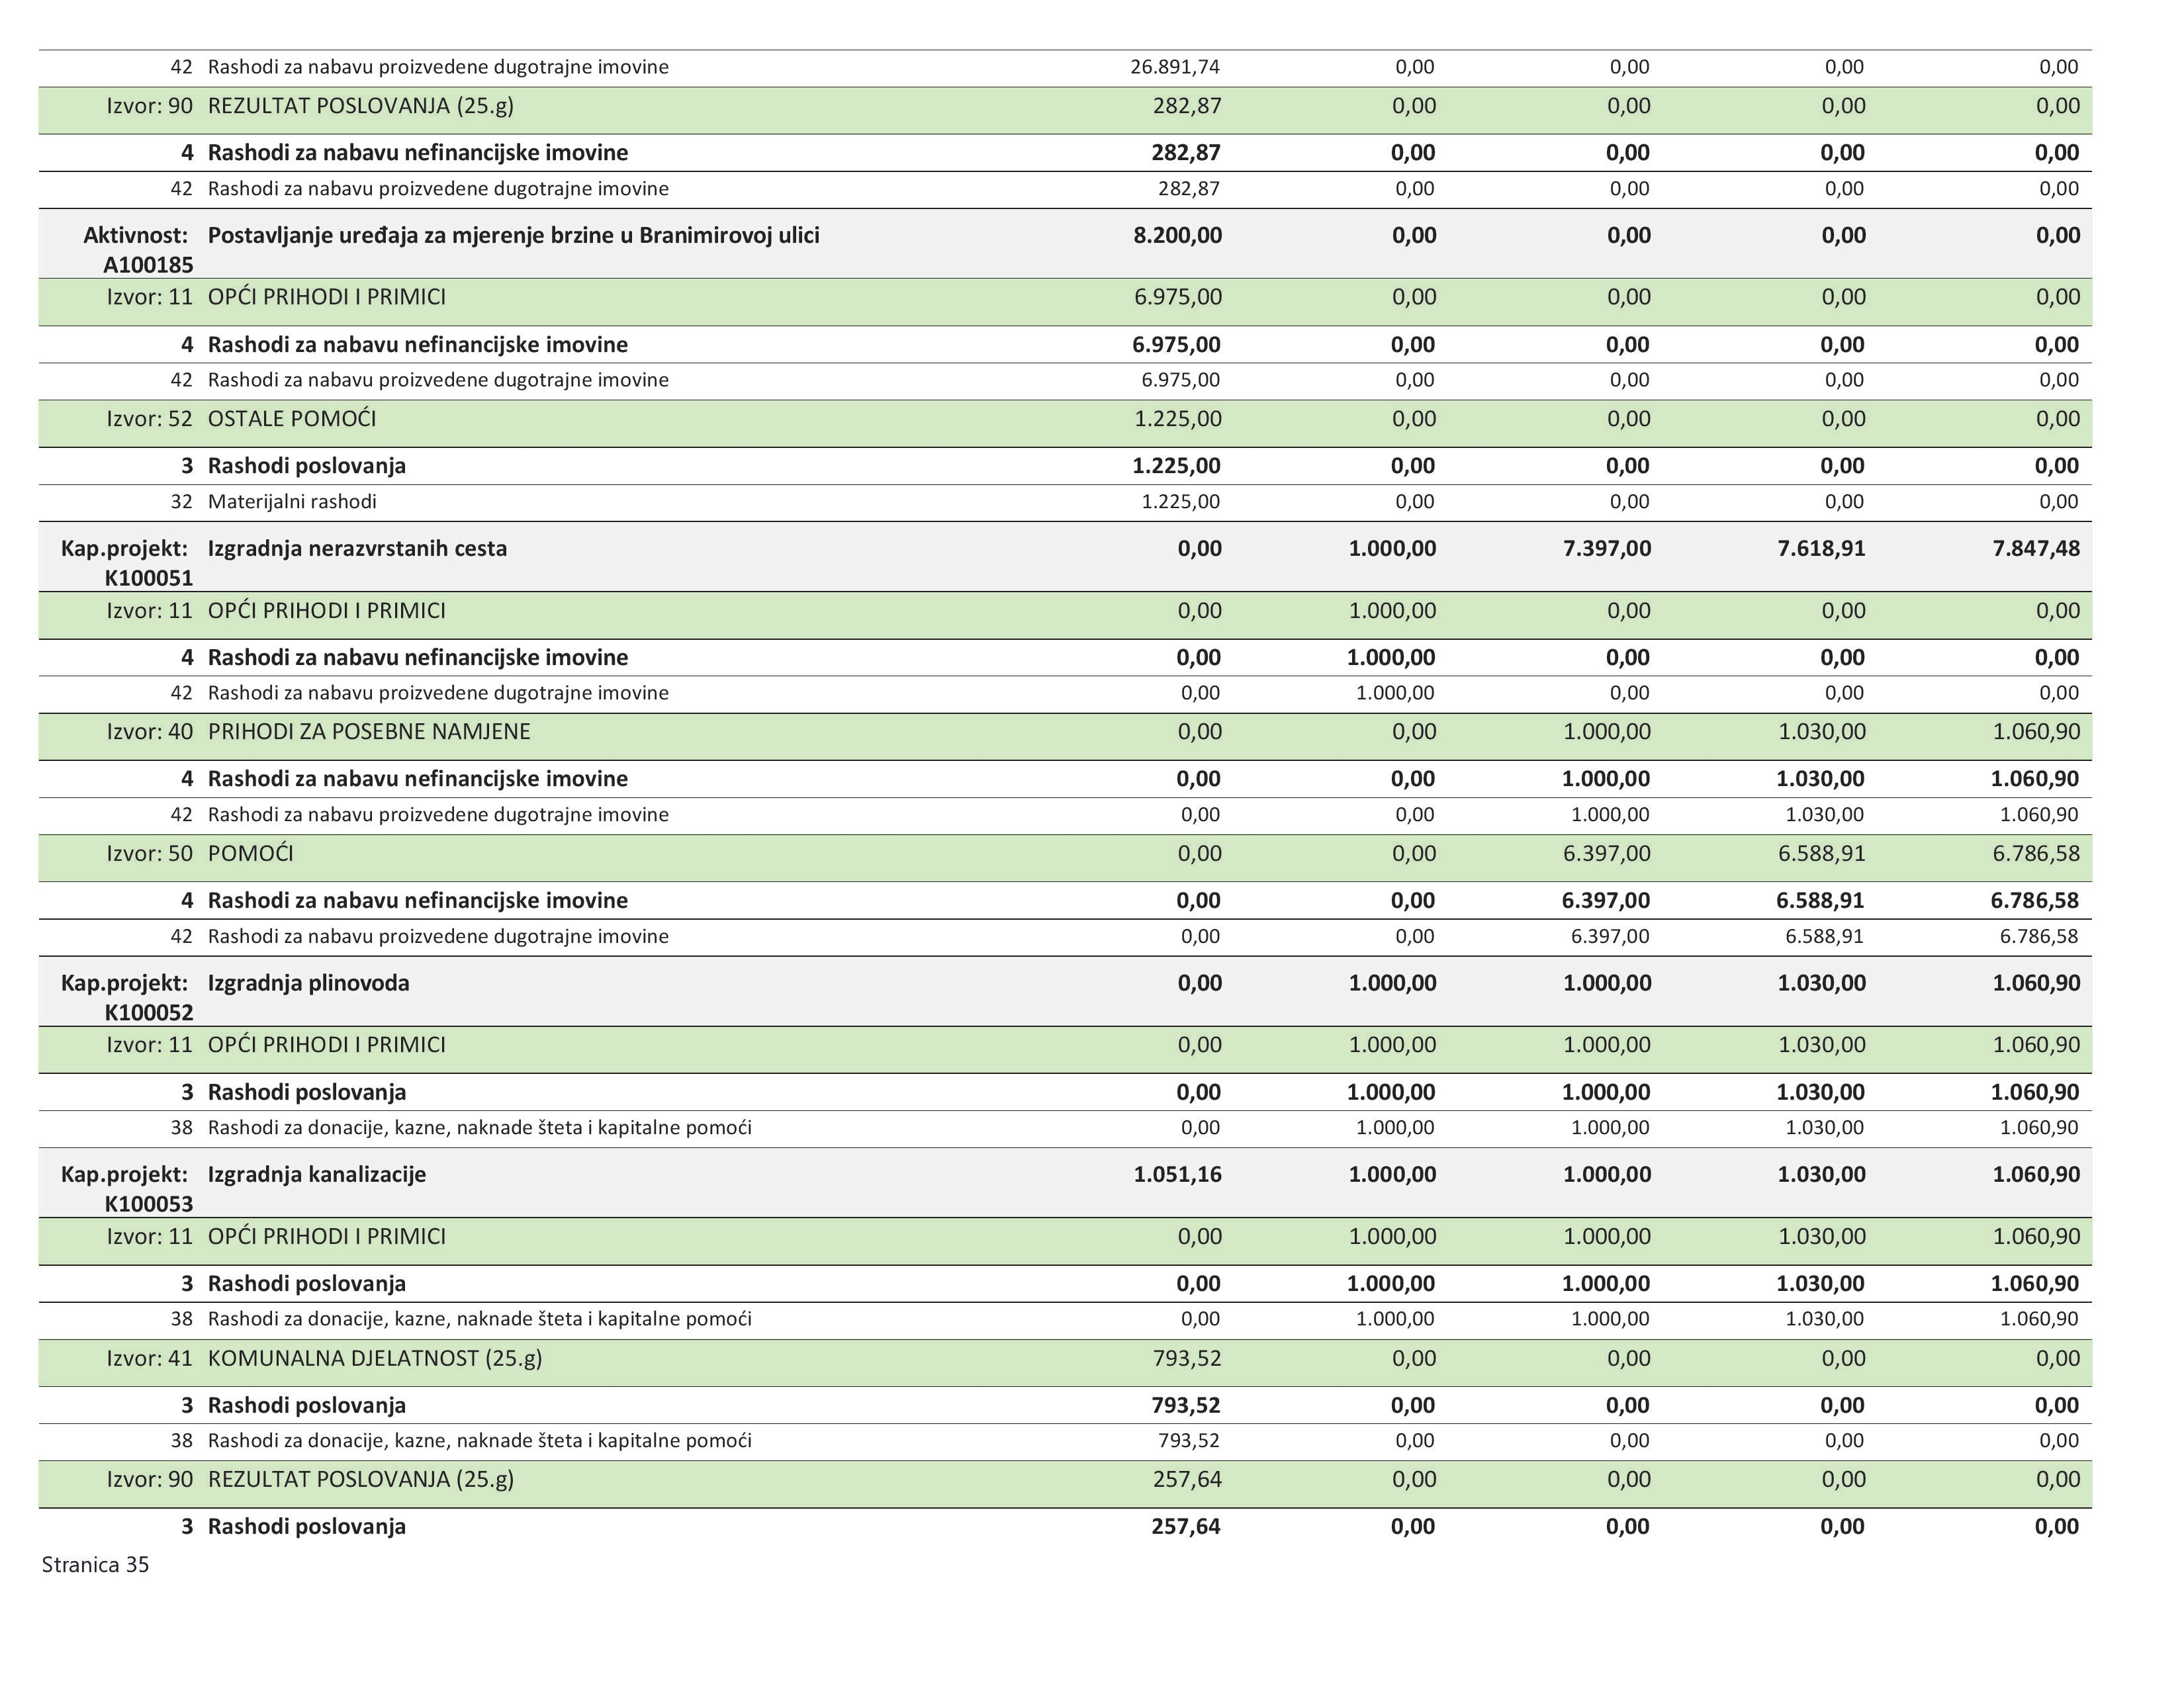 42 Rashodi za nabavu proizvedene dugotrajne imovine 26.891,74 0,00 0,00 0,00 0,00
Izvor: 90 REZULTAT POSLOVANJA (25.g) 282,87 0,00 0,00 0,00 0,00
4 Rashodi za nabavu nefinancijske imovine 282,87 0,00 0,00 0,00 0,00
42 Rashodi za nabavu proizvedene dugotrajne imovine 282,87 0,00 0,00 0,00 0,00
Aktivnost: Postavljanje uređaja za mjerenje brzine u Branimirovoj ulici 8.200,00 0,00 0,00 0,00 0,00
A100185
Izvor: 11 OPĆI PRIHODI I PRIMICI 6.975,00 0,00 0,00 0,00 0,00
4 Rashodi za nabavu nefinancijske imovine 6.975,00 0,00 0,00 0,00 0,00
42 Rashodi za nabavu proizvedene dugotrajne imovine 6.975,00 0,00 0,00 0,00 0,00
Izvor: 52 OSTALE POMOĆI 1.225,00 0,00 0,00 0,00 0,00
3 Rashodi poslovanja 1.225,00 0,00 0,00 0,00 0,00
32 Materijalni rashodi 1.225,00 0,00 0,00 0,00 0,00
Kap.projekt: Izgradnja nerazvrstanih cesta 0,00 1.000,00 7.397,00 7.618,91 7.847,48
K100051
Izvor: 11 OPĆI PRIHODI I PRIMICI 0,00 1.000,00 0,00 0,00 0,00
4 Rashodi za nabavu nefinancijske imovine 0,00 1.000,00 0,00 0,00 0,00
42 Rashodi za nabavu proizvedene dugotrajne imovine 0,00 1.000,00 0,00 0,00 0,00
Izvor: 40 PRIHODI ZA POSEBNE NAMJENE 0,00 0,00 1.000,00 1.030,00 1.060,90
4 Rashodi za nabavu nefinancijske imovine 0,00 0,00 1.000,00 1.030,00 1.060,90
42 Rashodi za nabavu proizvedene dugotrajne imovine 0,00 0,00 1.000,00 1.030,00 1.060,90
Izvor: 50 POMOĆI 0,00 0,00 6.397,00 6.588,91 6.786,58
4 Rashodi za nabavu nefinancijske imovine 0,00 0,00 6.397,00 6.588,91 6.786,58
42 Rashodi za nabavu proizvedene dugotrajne imovine 0,00 0,00 6.397,00 6.588,91 6.786,58
Kap.projekt: Izgradnja plinovoda 0,00 1.000,00 1.000,00 1.030,00 1.060,90
K100052
Izvor: 11 OPĆI PRIHODI I PRIMICI 0,00 1.000,00 1.000,00 1.030,00 1.060,90
3 Rashodi poslovanja 0,00 1.000,00 1.000,00 1.030,00 1.060,90
38 Rashodi za donacije, kazne, naknade šteta i kapitalne pomoći 0,00 1.000,00 1.000,00 1.030,00 1.060,90
Kap.projekt: Izgradnja kanalizacije 1.051,16 1.000,00 1.000,00 1.030,00 1.060,90
K100053
Izvor: 11 OPĆI PRIHODI I PRIMICI 0,00 1.000,00 1.000,00 1.030,00 1.060,90
3 Rashodi poslovanja 0,00 1.000,00 1.000,00 1.030,00 1.060,90
38 Rashodi za donacije, kazne, naknade šteta i kapitalne pomoći 0,00 1.000,00 1.000,00 1.030,00 1.060,90
Izvor: 41 KOMUNALNA DJELATNOST (25.g) 793,52 0,00 0,00 0,00 0,00
3 Rashodi poslovanja 793,52 0,00 0,00 0,00 0,00
38 Rashodi za donacije, kazne, naknade šteta i kapitalne pomoći 793,52 0,00 0,00 0,00 0,00
Izvor: 90 REZULTAT POSLOVANJA (25.g) 257,64 0,00 0,00 0,00 0,00
3 Rashodi poslovanja 257,64 0,00 0,00 0,00 0,00
Stranica 35